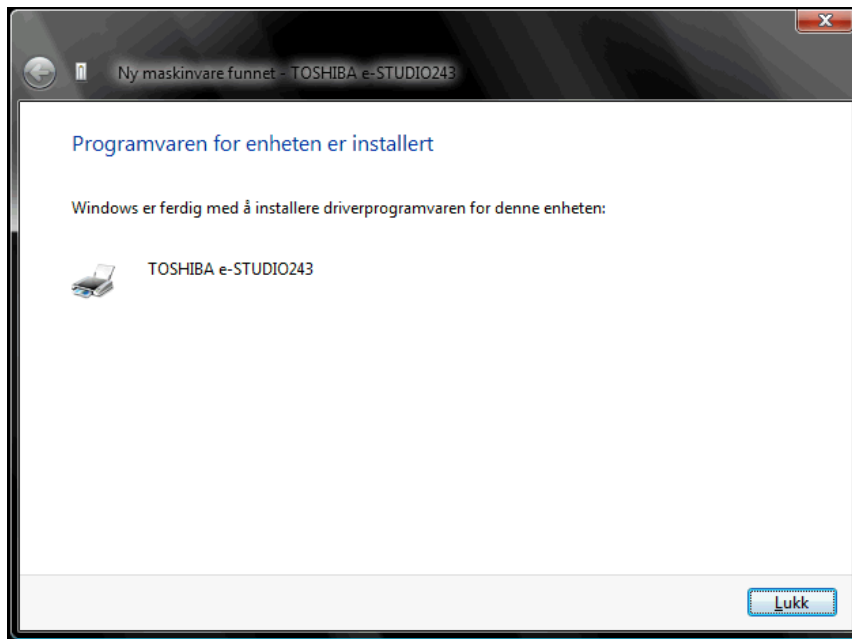 Ny maskinvare funnet - TOSHIBA e-STUDIO243
Programvaren for enheten er installert
Windows er ferdig med å installere driverprogramvaren for denne enheten:
TOSHIBA e-STUDIO243
Lukk